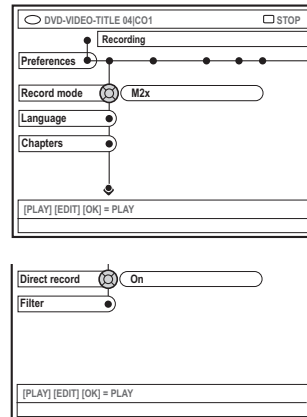 DVD-VIDEO-TITLE 04|CO1 STOP
Recording
Preferences
Record mode M2x
Language
Chapters
[PLAY] [EDIT] [OK] = PLAY
Direct record On
Filter
[PLAY] [EDIT] [OK] = PLAY